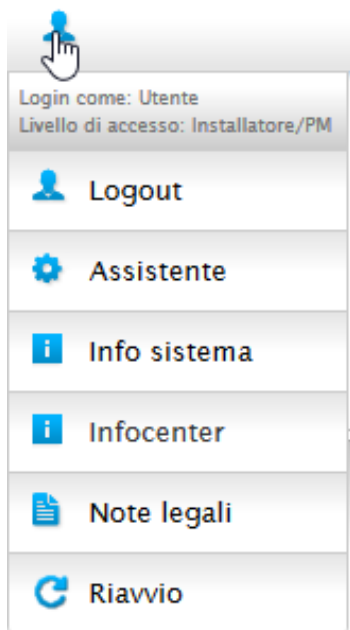 Login come: Utente
Livello di accesso: Installatore/PM
Logout
Assistente
Info sistema
Infocenter
Note legali
Riavvio